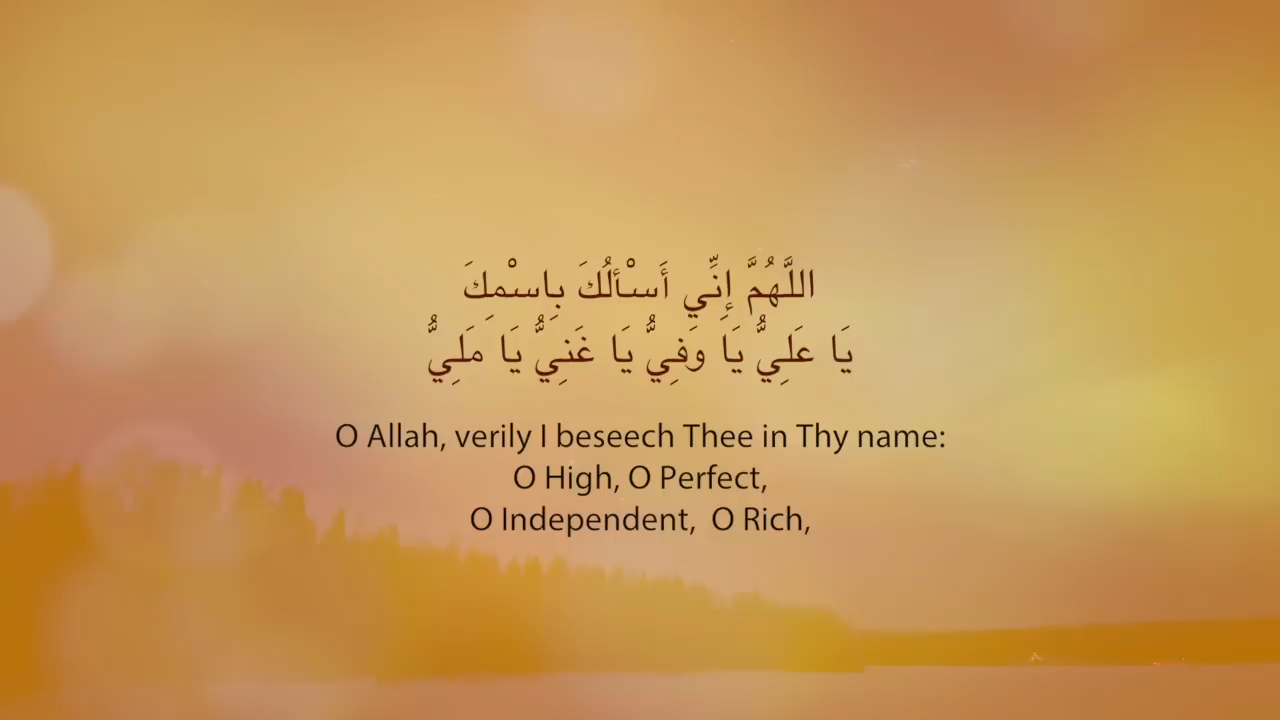 اللَّهُمَّ إِنِّي أَسْأَلُكَ بِاسْمِكَ
يَا عَلِيُّ يَا وَفِيُّ يَا غَنِيُّ يَا مَلِيُّ
O Allah, verily I beseech Thee in Thy name:
O High, O Perfect,
O Independent,  O Rich,